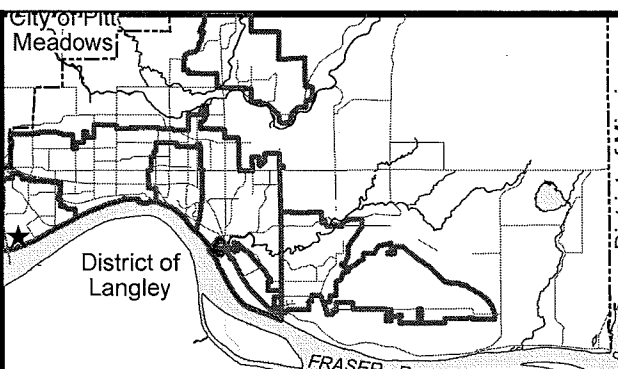 City of Pitt
Meadows
District of
Langley
FRASER